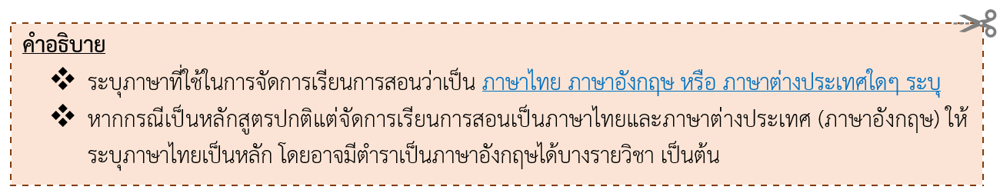 คำอธิบาย
❖ ระบุภาษาที่ใช้ในการจัดการเรียนการสอนว่าเป็น ภาษาไทย ภาษาอังกฤษ หรือ ภาษาต่างประเทศใดๆ ระบุ
❖ หากกรณีเป็นหลักสูตรปกติแต่จัดการเรียนการสอนเป็นภาษาไทยและภาษาต่างประเทศ (ภาษาอังกฤษ) ให้
ระบุภาษาไทยเป็นหลัก โดยอาจมีตำราเป็นภาษาอังกฤษได้บางรายวิชา เป็นต้น